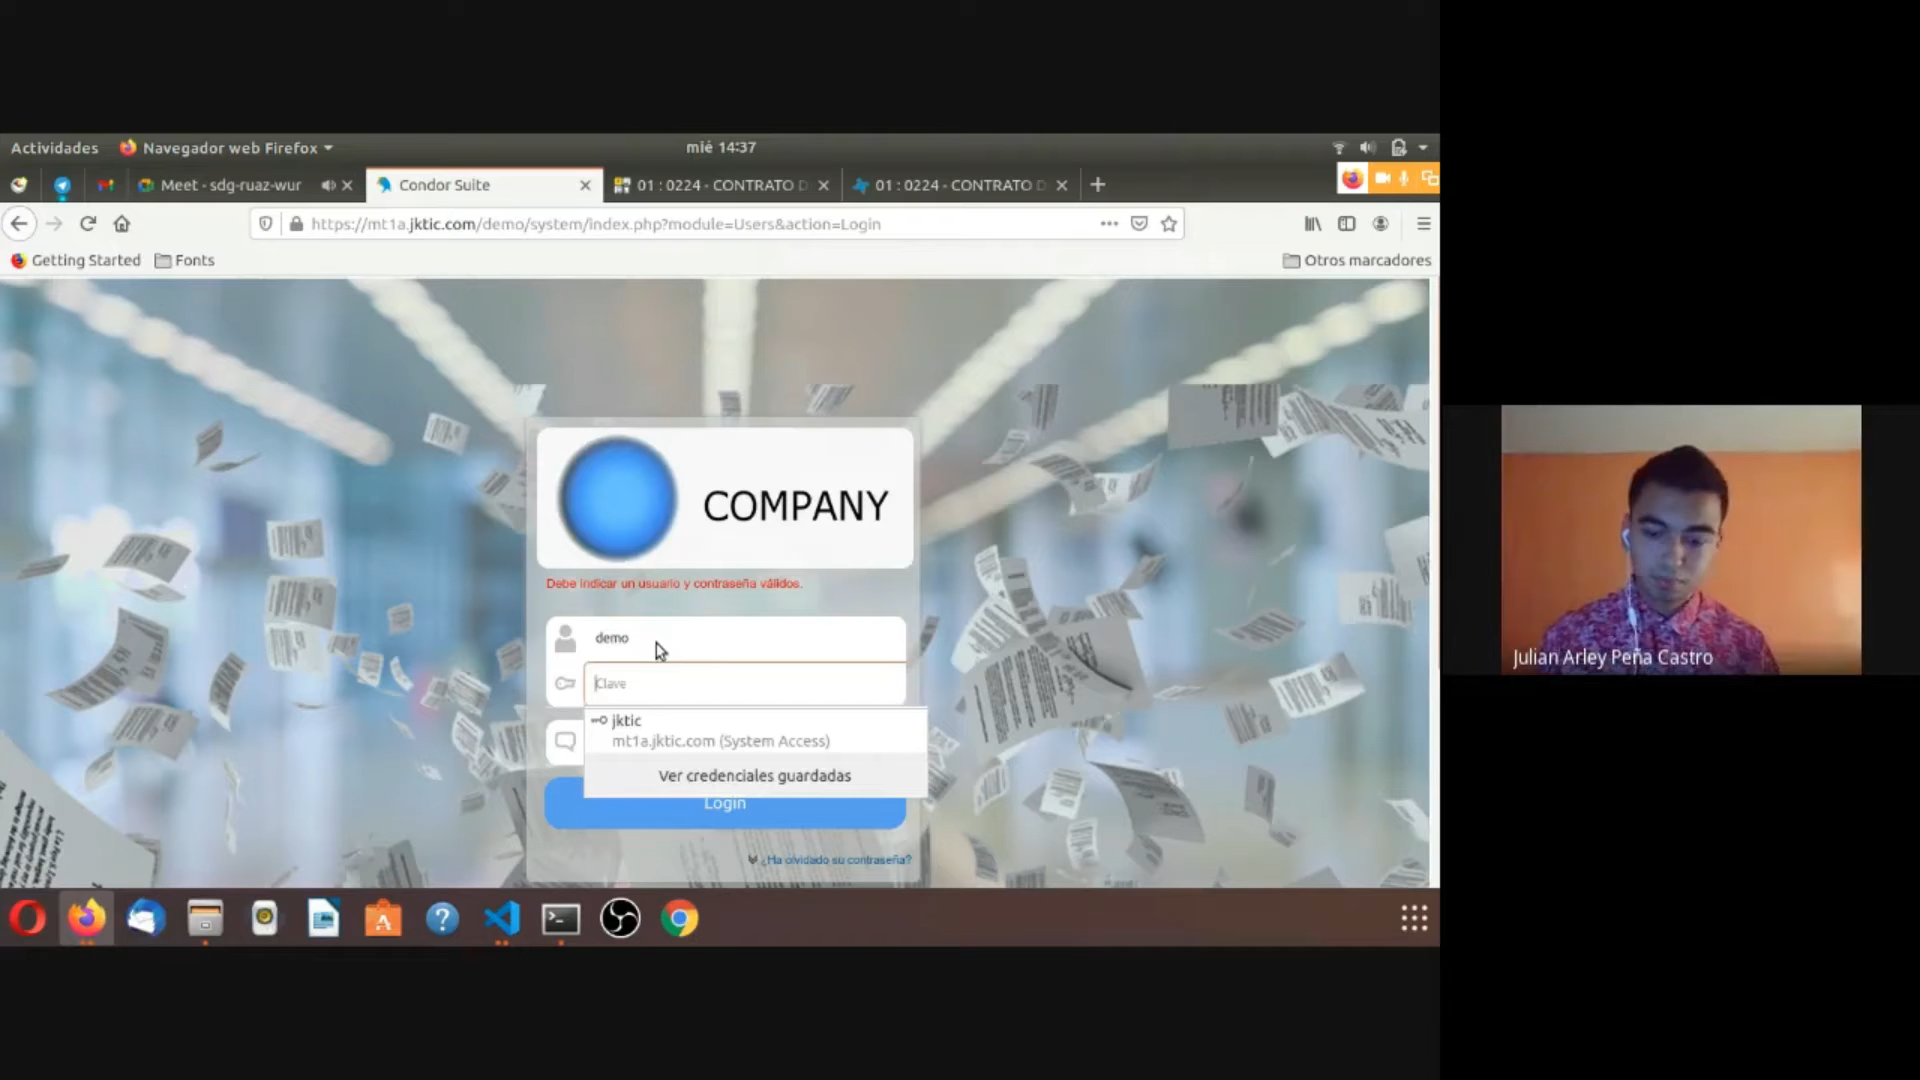 Actividades
Navegador web Firefox
mié 14:37
Meet - sdg-ruaz-wur
Condor Suite
01 : 0224 - CONTRATO D
01 : 0224 - CONTRATO D
https://mt1a.jktic.com/demo/system/index.php?module=Users&action=Login
Getting Started
Fonts
Otros marcadores
COMPANY
Debe indicar un usuario y contraseña válidos.
demo
Clave
jktic
mt1a.jktic.com (System Access)
Ver credenciales guardadas
Login
¿Ha olvidado su contraseña?
Julian Arley Peña Castro